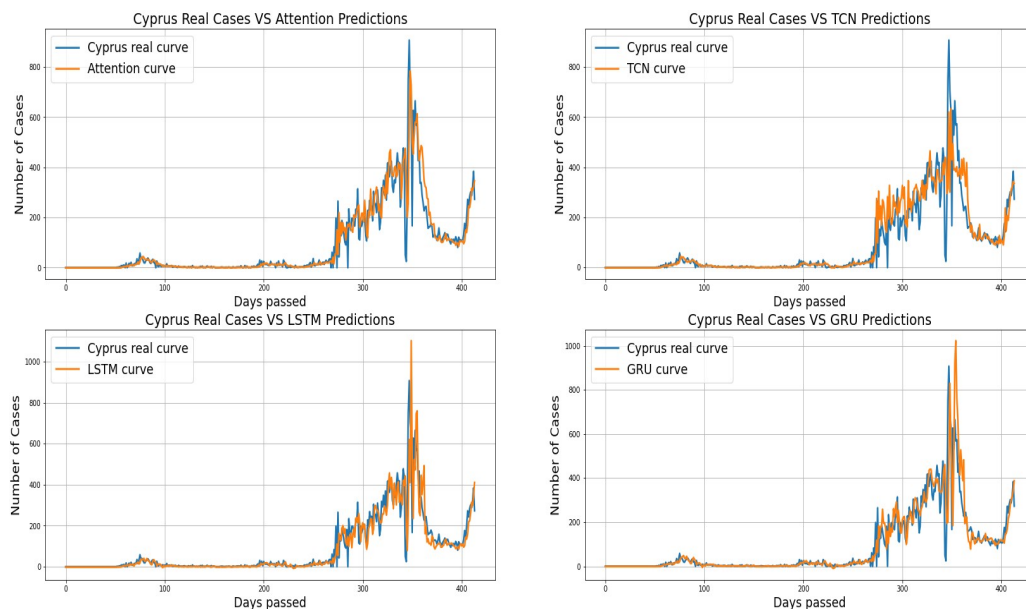 Cyprus Real Cases VS Attention Predictions
Cyprus real curve
Attention curve
Number of Cases
800
600
400
200
0
0 100 200 300 400
Days passed
Cyprus Real Cases VS TCN Predictions
Cyprus real curve
TCN curve
Number of Cases
800
600
400
200
0
0 100 200 300 400
Days passed
Cyprus Real Cases VS LSTM Predictions
Cyprus real curve
LSTM curve
Number of Cases
1000
800
600
400
200
0
0 100 200 300 400
Days passed
Cyprus Real Cases VS GRU Predictions
Cyprus real curve
GRU curve
Number of Cases
1000
800
600
400
200
0
0 100 200 300 400
Days passed